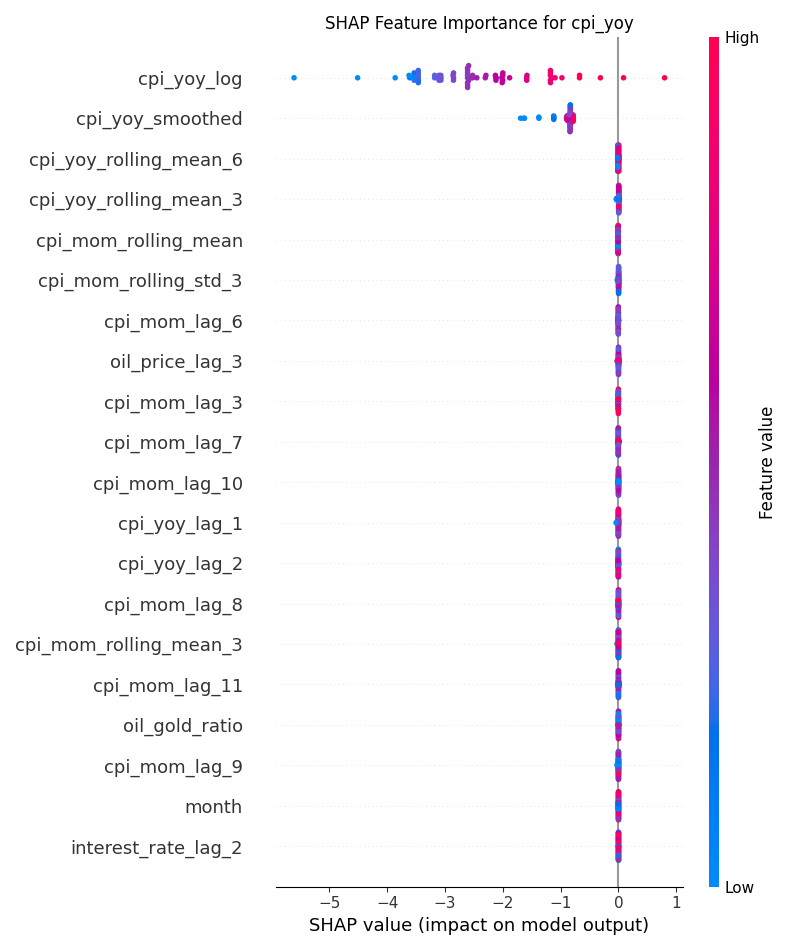 SHAP Feature Importance for cpi_yoy
High
cpi_yoy_log
cpi_yoy_smoothed
cpi_yoy_rolling_mean_6
cpi_yoy_rolling_mean_3
cpi_mom_rolling_mean
cpi_mom_rolling_std_3
cpi_mom_lag_6
oil_price_lag_3
cpi_mom_lag_3
cpi_mom_lag_7
cpi_mom_lag_10
cpi_yoy_lag_1
cpi_yoy_lag_2
cpi_mom_lag_8
cpi_mom_rolling_mean_3
cpi_mom_lag_11
oil_gold_ratio
cpi_mom_lag_9
month
interest_rate_lag_2
Feature value
Low
−5 −4 −3 −2 −1 0 1
SHAP value (impact on model output)